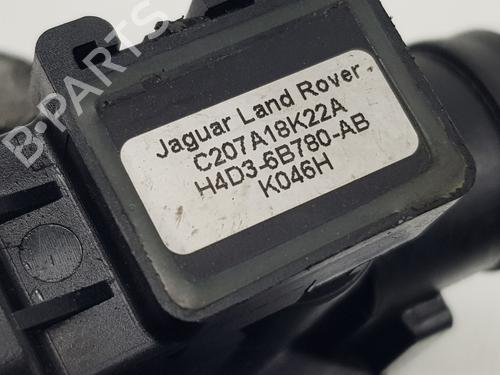 B-PARTS
Jaguar Land Rover
C207A18K22A
H4D3-6B780-AB
K046H